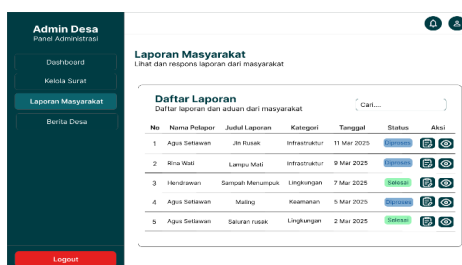 Admin Desa
Panel Administrasi
Dashboard
Kelola Surat
Laporan Masyarakat
Berita Desa
Logout
Laporan Masyarakat
Lihat dan respons laporan dari masyarakat
Daftar Laporan
Daftar laporan dan aduan dari masyarakat
Cari....
No Nama Pelapor Judul Laporan Kategori Tanggal Status Aksi
1 Agus Setiawan Jln Rusak Infrastruktur 11 Mar 2025 Diproses
2 Rina Wati Lampu Mati Infrastruktur 9 Mar 2025 Diproses
3 Hendrawan Sampah Menumpuk Lingkungan 7 Mar 2025 Selesai
4 Agus Setiawan Maling Keamanan 5 Mar 2025 Diproses
5 Agus Setiawan Saluran rusak Lingkungan 2 Mar 2025 Selesai